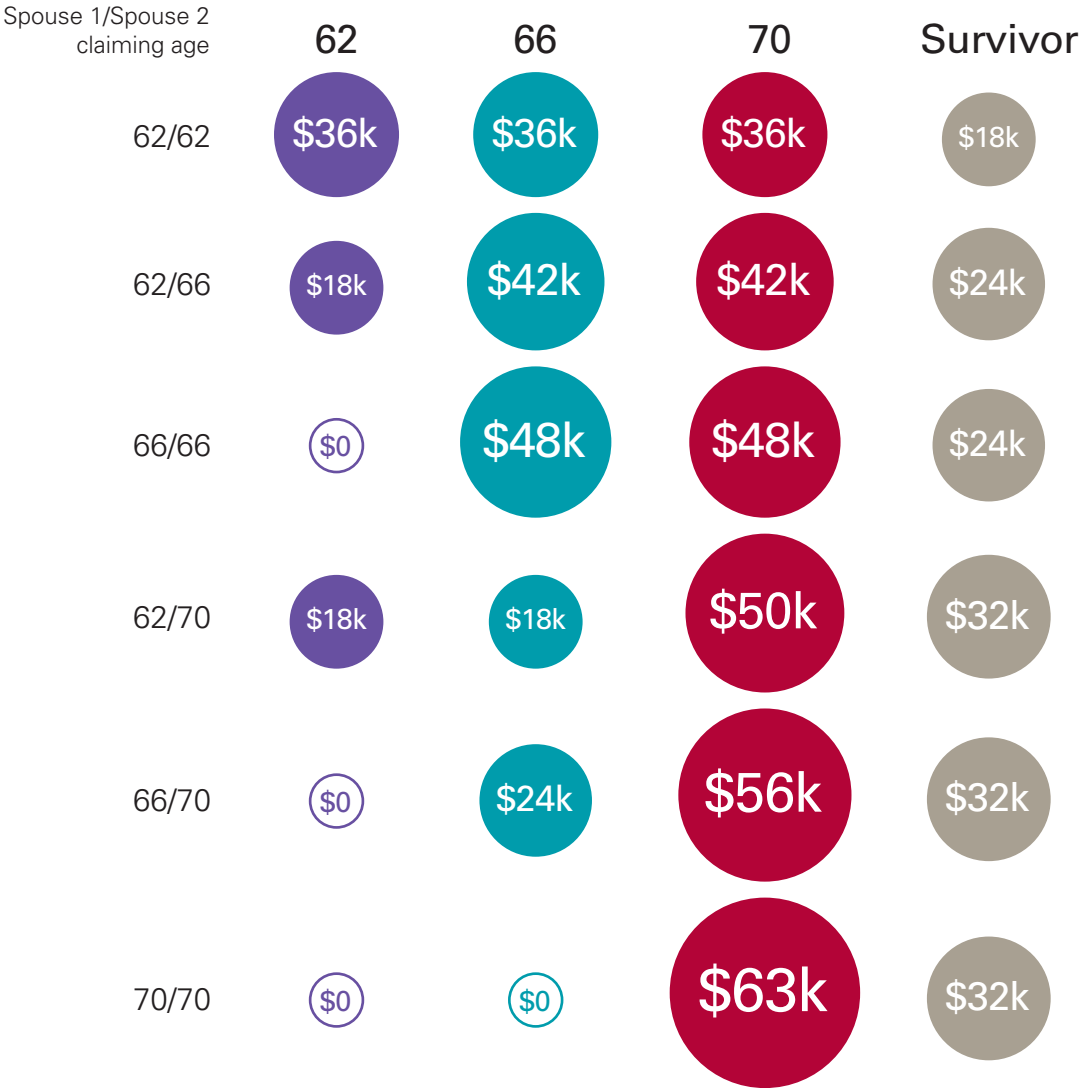 Spouse 1/Spouse 2
claiming age
62 66 70 Survivor
62/62 $36k $36k $36k $18k
62/66 $18k $42k $42k $24k
66/66 $0 $48k $48k $24k
62/70 $18k $18k $50k $32k
66/70 $0 $24k $56k $32k
70/70 $0 $0 $63k $32k